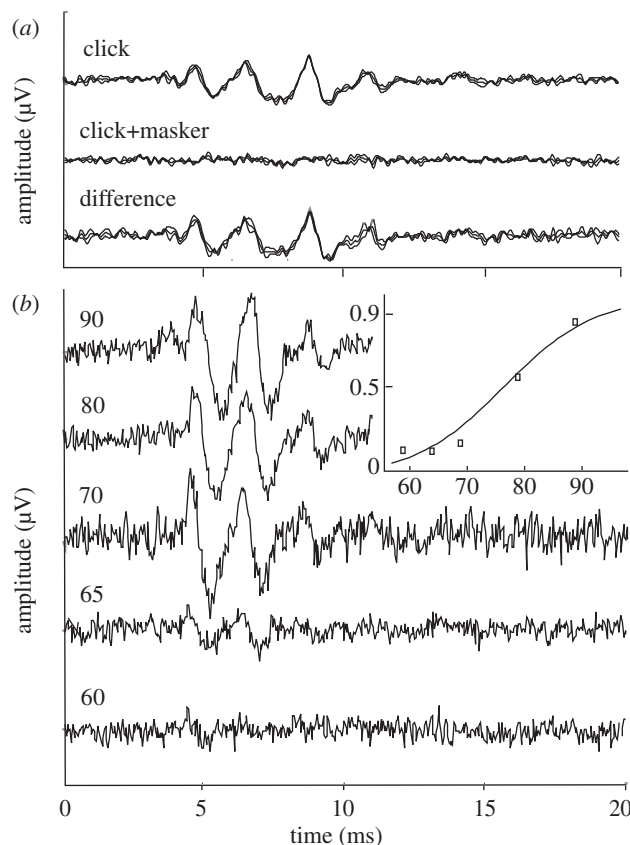 (a)
click
click+masker
difference
amplitude (µV)
(b)
90
80
70
65
60
amplitude (µV)
0.9
0.5
0
60 70 80 90
0 5 10 15 20
time (ms)